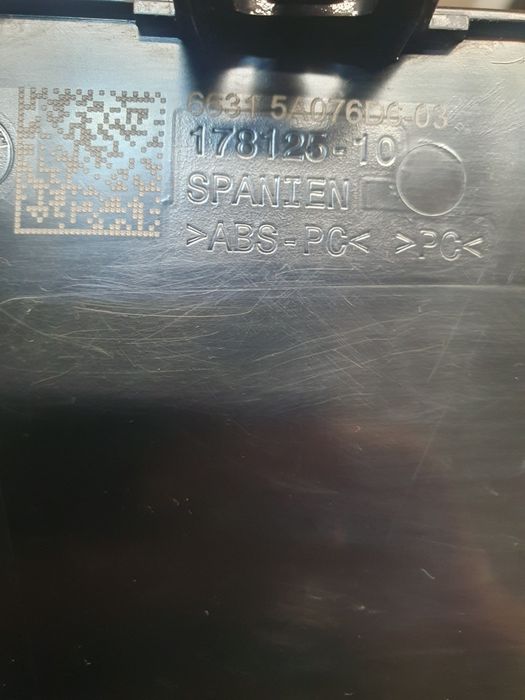 6631 5A076D6-03
178125-10
SPANIEN
>ABS-PC< >PC<